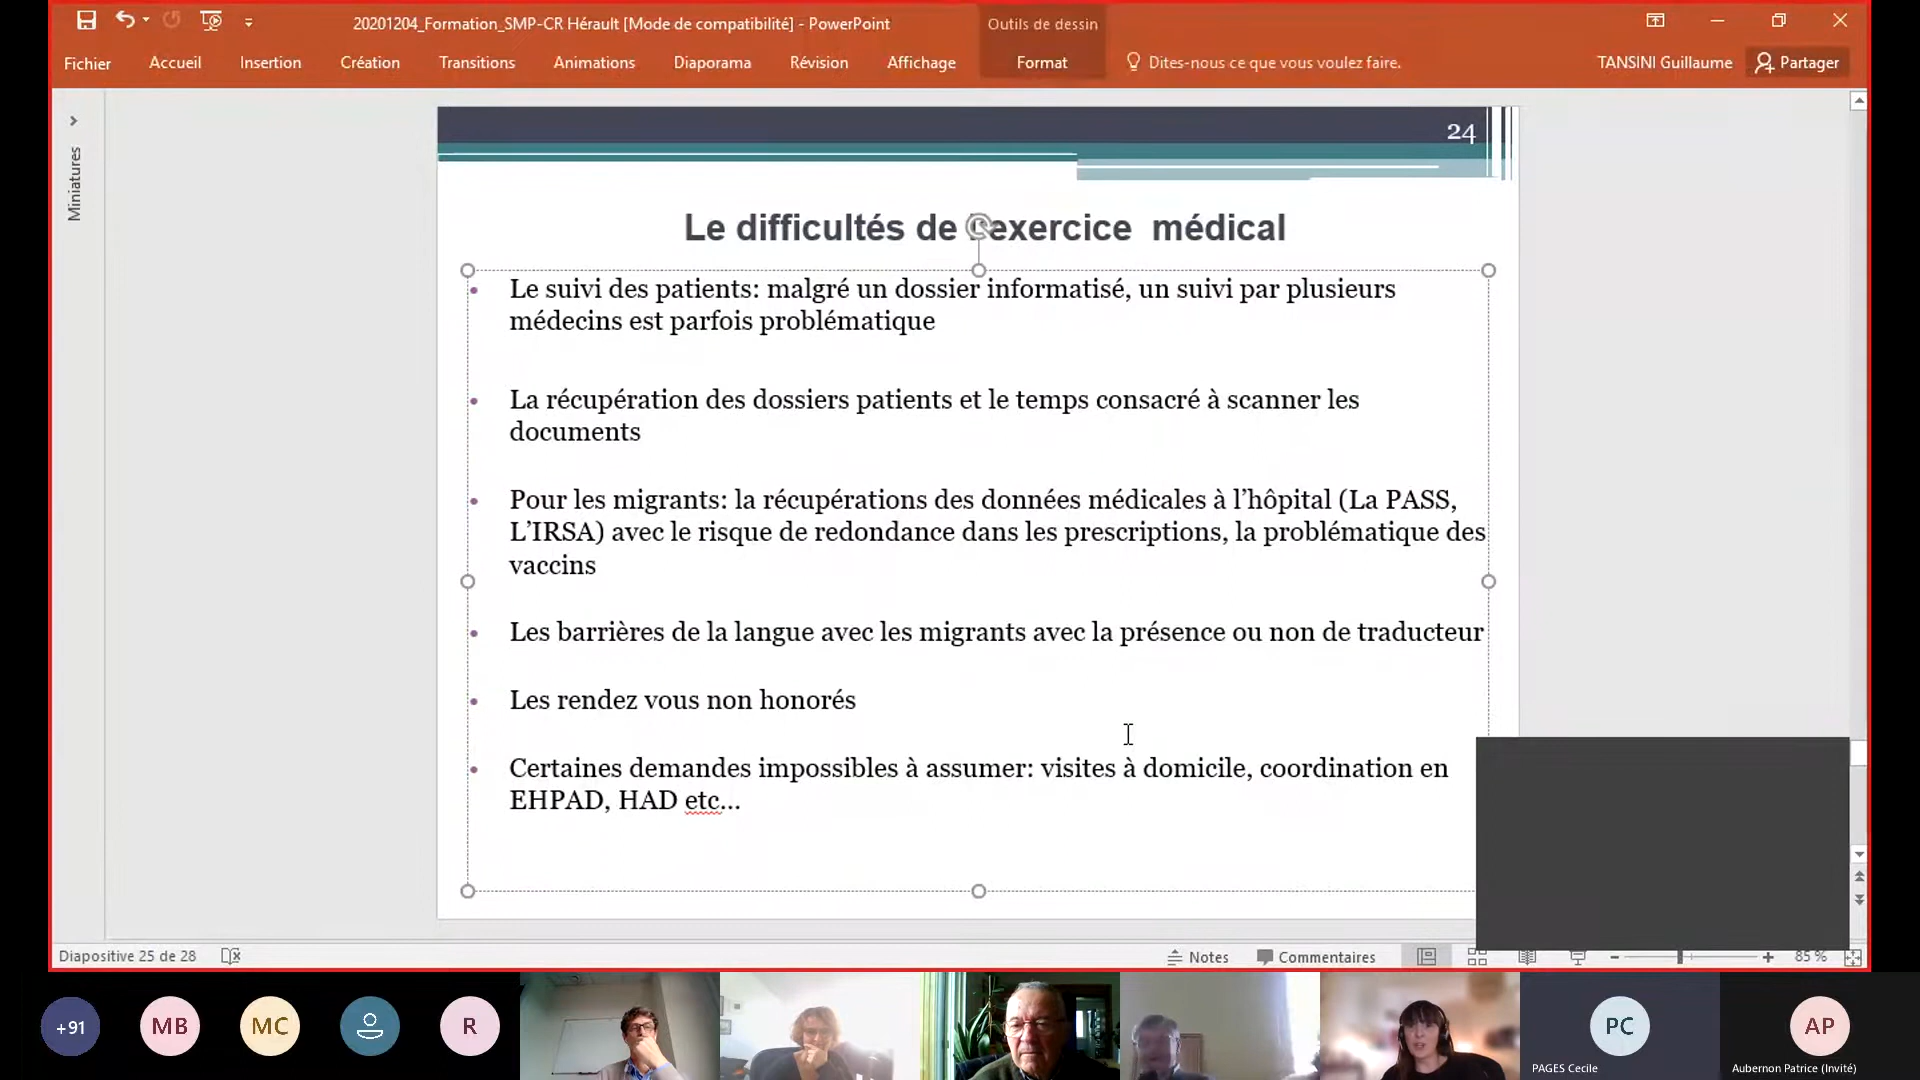 20201204_Formation_SMP-CR Hérault [Mode de compatibilité] - PowerPoint
Outils de dessin
Fichier Accueil Insertion Création Transitions Animations Diaporama Révision Affichage Format Dites-nous ce que vous voulez faire. TANSINI Guillaume Partager
Miniatures
24
Le difficultés de l'exercice médical
• Le suivi des patients: malgré un dossier informatisé, un suivi par plusieurs
médecins est parfois problématique
• La récupération des dossiers patients et le temps consacré à scanner les
documents
• Pour les migrants: la récupérations des données médicales à l’hôpital (La PASS,
L’IRSA) avec le risque de redondance dans les prescriptions, la problématique des
vaccins
• Les barrières de la langue avec les migrants avec la présence ou non de traducteur
• Les rendez vous non honorés
• Certaines demandes impossibles à assumer: visites à domicile, coordination en
EHPAD, HAD etc…
Diapositive 25 de 28 Notes Commentaires 85 %
+91 MB MC R PC AP
PAGES Cecile Aubernon Patrice (Invité)